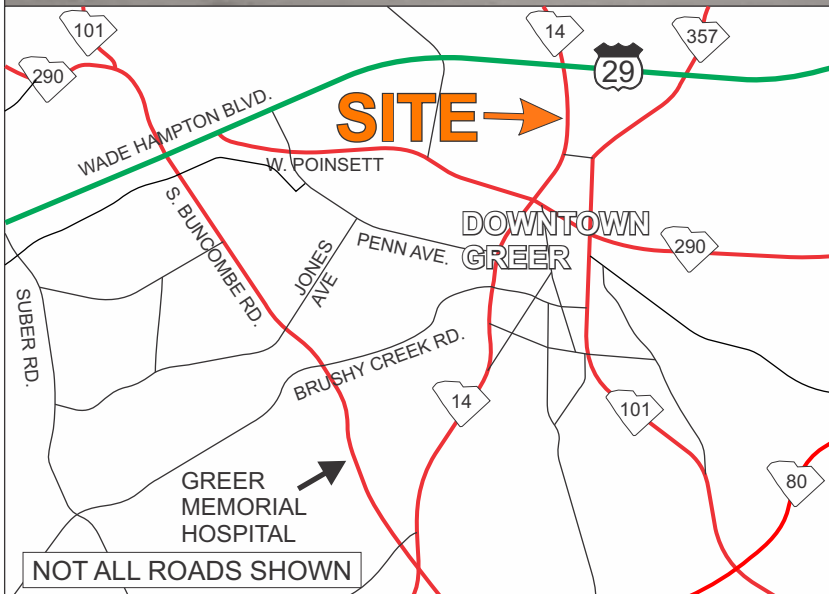 101
14
357
290
29
SITE
WADE HAMPTON BLVD.
W. POINSETT
S. BUNCOMBE RD.
DOWNTOWN
GREER
PENN AVE.
290
JONES
AVE
SUBER RD.
BRUSHY CREEK RD.
14
101
80
GREER
MEMORIAL
HOSPITAL
NOT ALL ROADS SHOWN